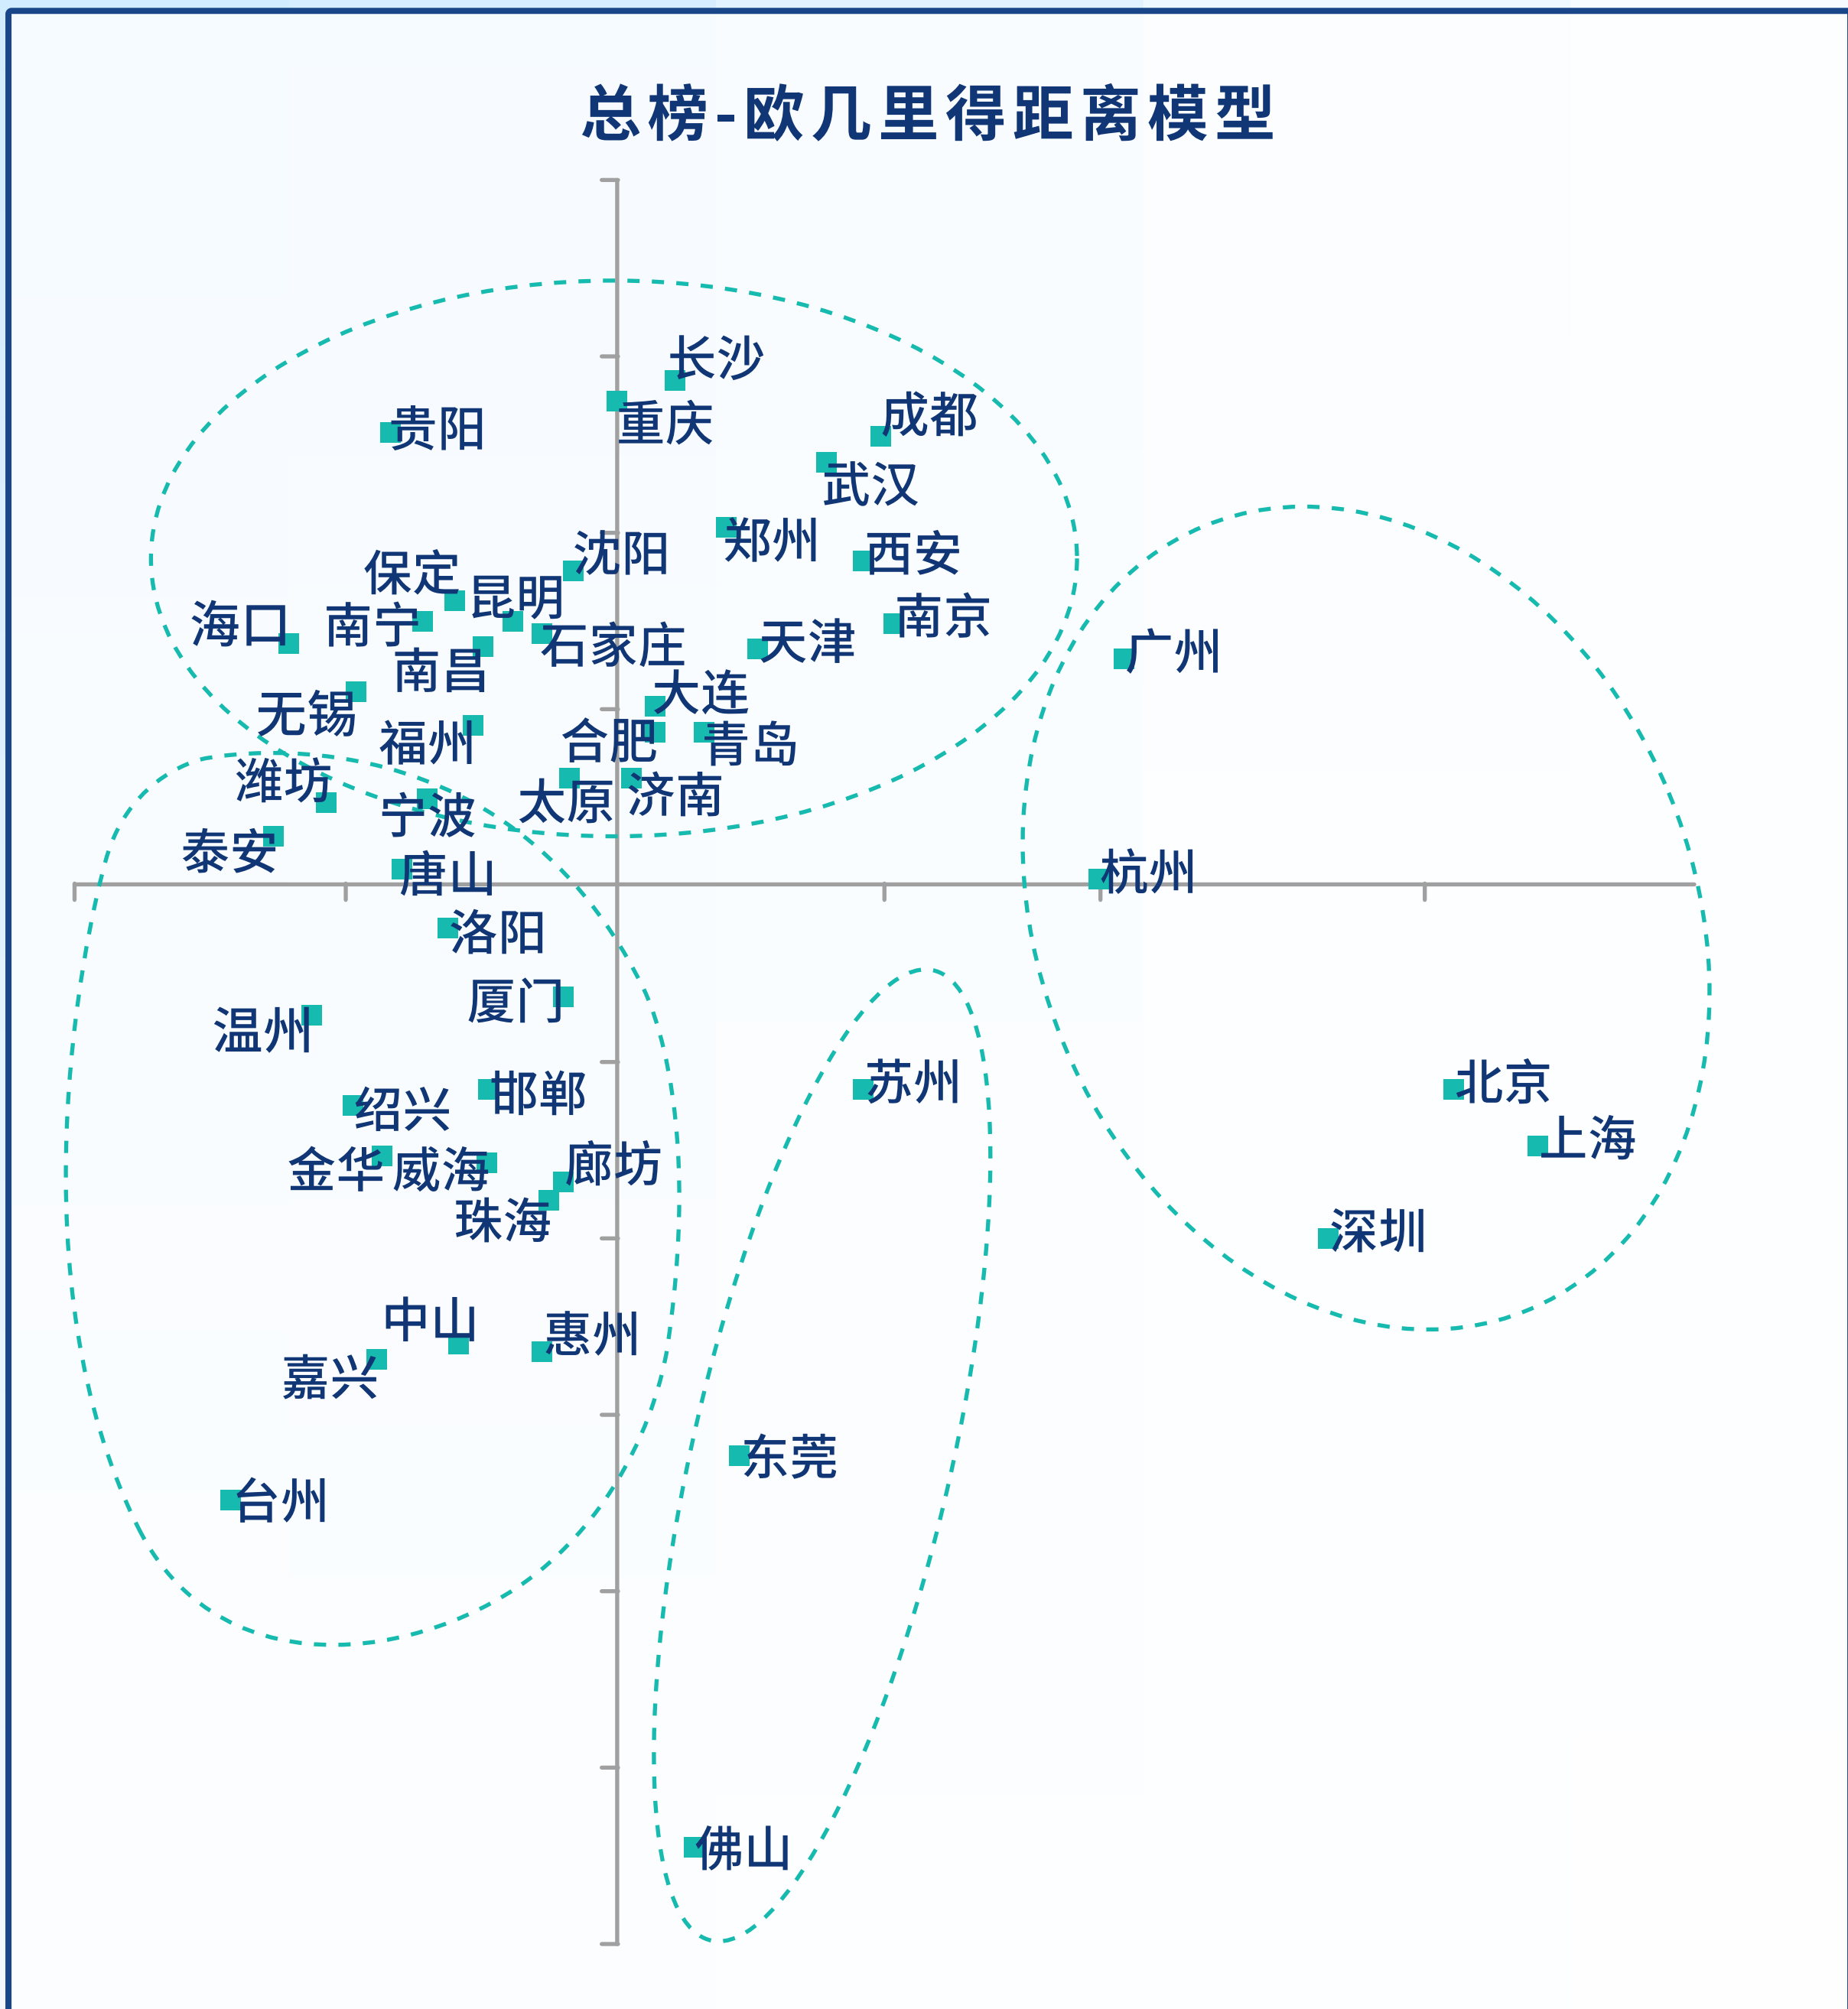 总榜-欧几里得距离模型
长沙
重庆
成都
贵阳
武汉
郑州
沈阳
西安
保定
昆明
南京
海口
南宁
石家庄
天津
广州
南昌
大连
无锡
福州
合肥
青岛
潍坊
太原
济南
宁波
泰安
唐山
杭州
洛阳
厦门
温州
苏州
北京
邯郸
绍兴
上海
金华
威海
廊坊
珠海
深圳
中山
惠州
嘉兴
东莞
台州
佛山